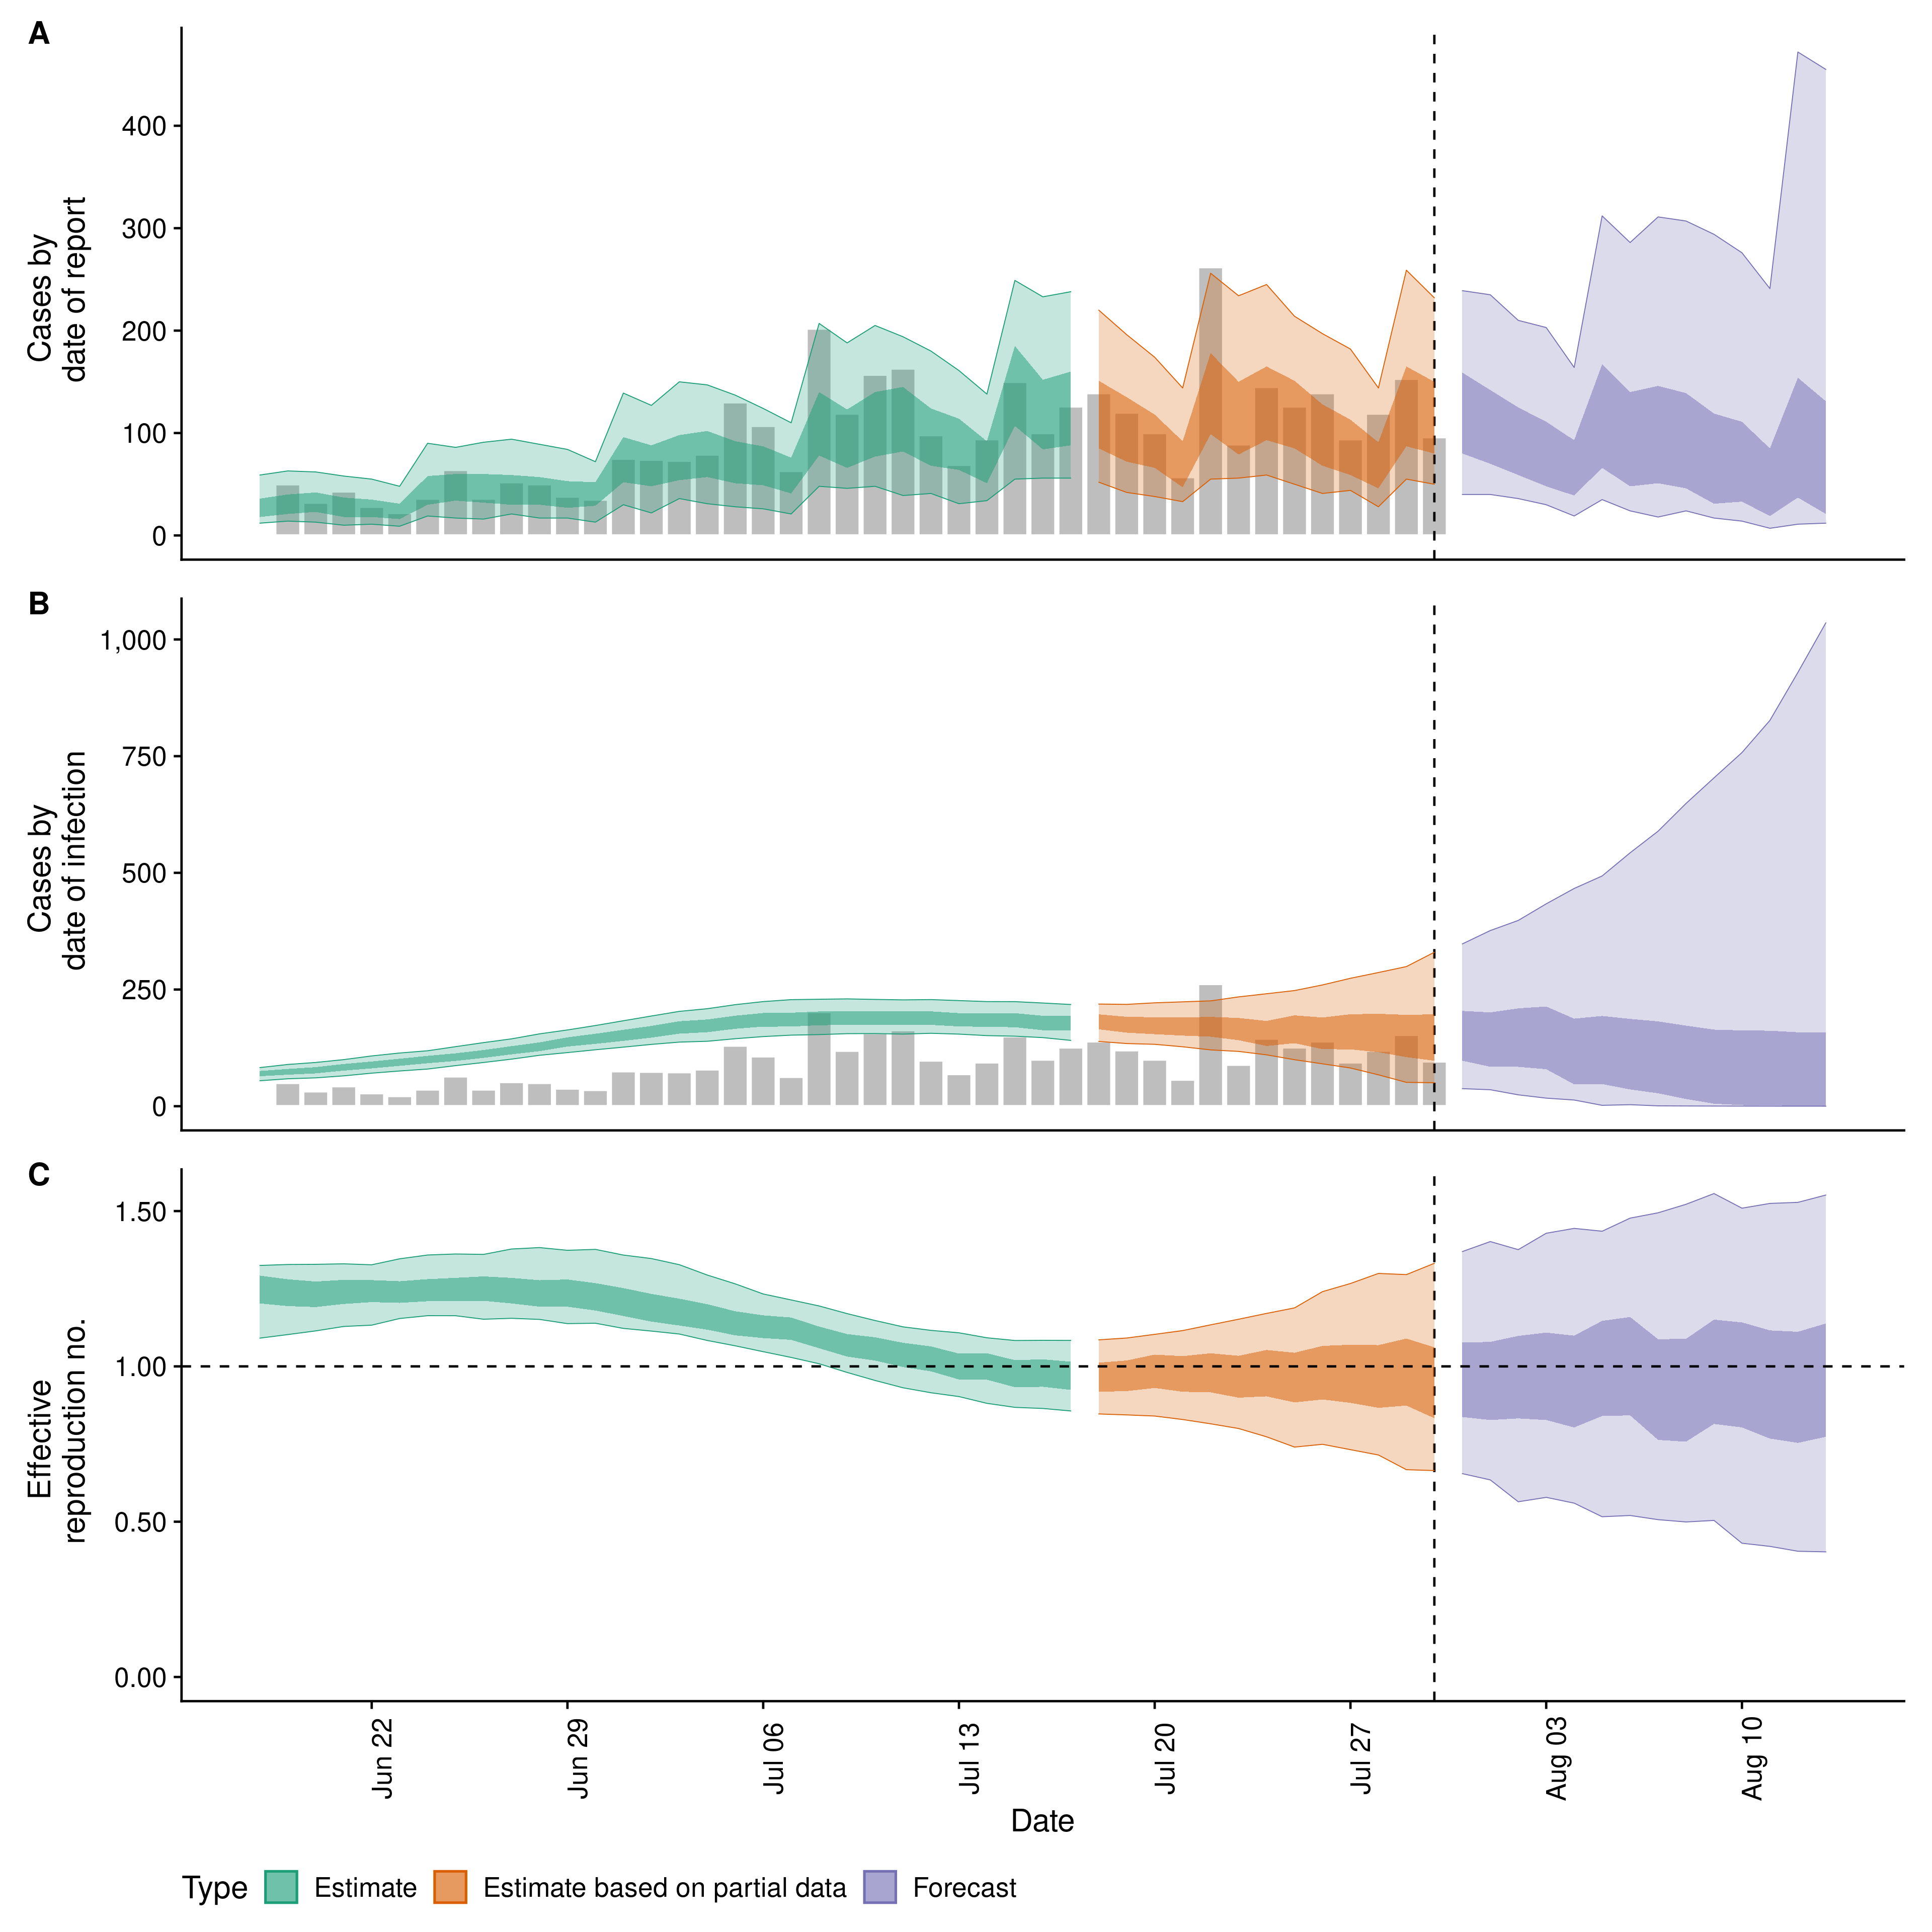 A
Cases by
date of report
400
300
200
100
0
B
Cases by
date of infection
1,000
750
500
250
0
C
Effective
reproduction no.
1.50
1.00
0.50
0.00
Jun 22
Jun 29
Jul 06
Jul 13
Jul 20
Jul 27
Aug 03
Aug 10
Date
Type Estimate Estimate based on partial data Forecast